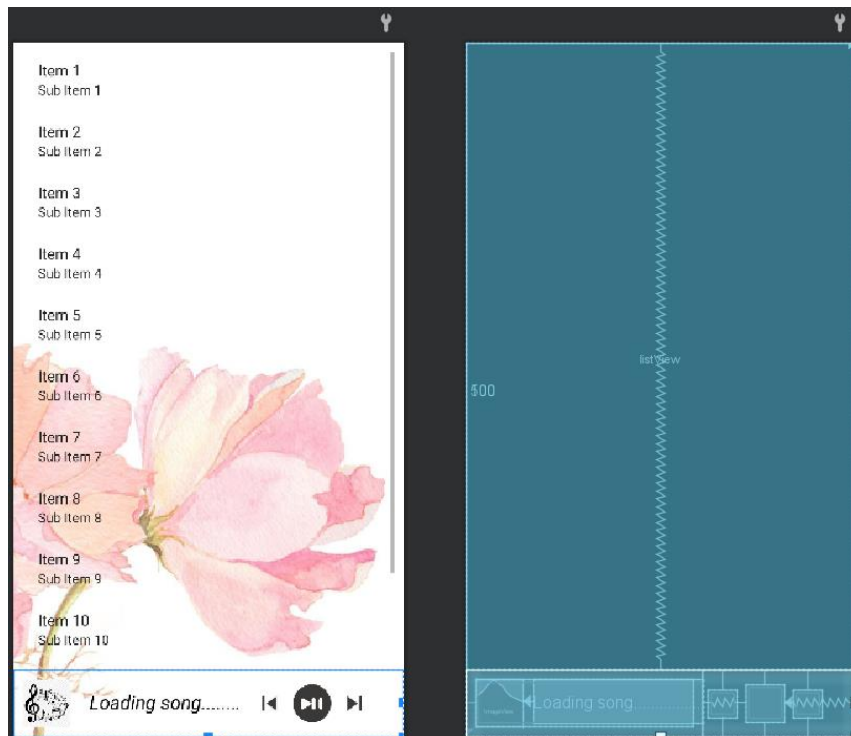 Item 1
Sub Item 1
Item 2
Sub Item 2
Item 3
Sub Item 3
Item 4
Sub Item 4
Item 5
Sub Item 5
Item 6
Sub Item 6
Item 7
Sub Item 7
Item 8
Sub Item 8
Item 9
Sub Item 9
Item 10
Sub Item 10
Loading song........
listView
500
Loading song........